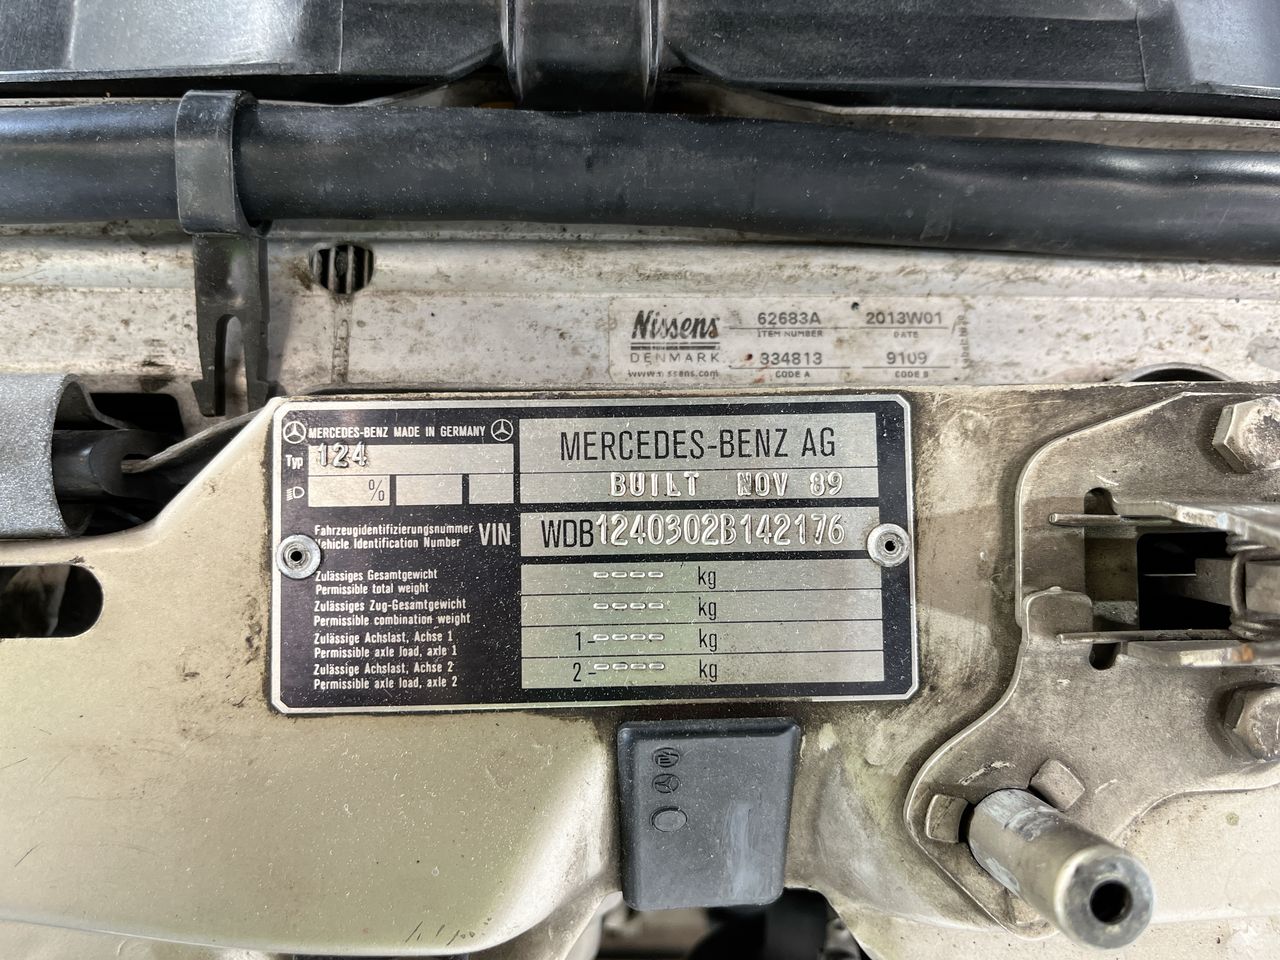 Nissens
DENMARK
www.nissens.com
62683A
ITEM NUMBER
2013W01
DATE
334813
CODE A
9109
CODE B
MERCEDES-BENZ MADE IN GERMANY
Typ 124
%
MERCEDES-BENZ AG
BUILT NOV 89
Fahrzeugidentifizierungsnummer
Vehicle Identification Number
VIN
WDB1240302B142176
Zulässiges Gesamtgewicht
Permissible total weight
---- kg
Zulässiges Zug-Gesamtgewicht
Permissible combination weight
---- kg
Zulässige Achslast, Achse 1
Permissible axle load, axle 1
1----- kg
Zulässige Achslast, Achse 2
Permissible axle load, axle 2
2----- kg